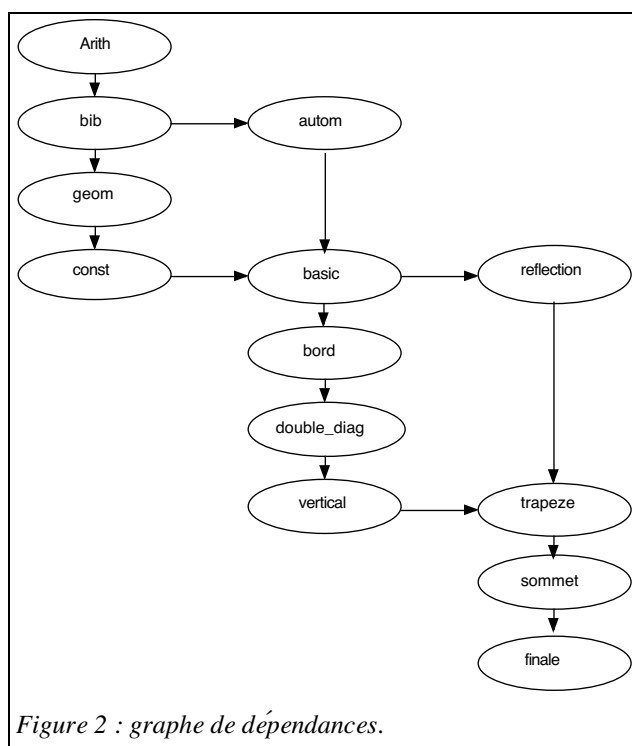 Arith
bib
autom
geom
const
basic
reflection
bord
double_diag
vertical
trapeze
sommet
finale
Figure 2 : graphe de dépendances.